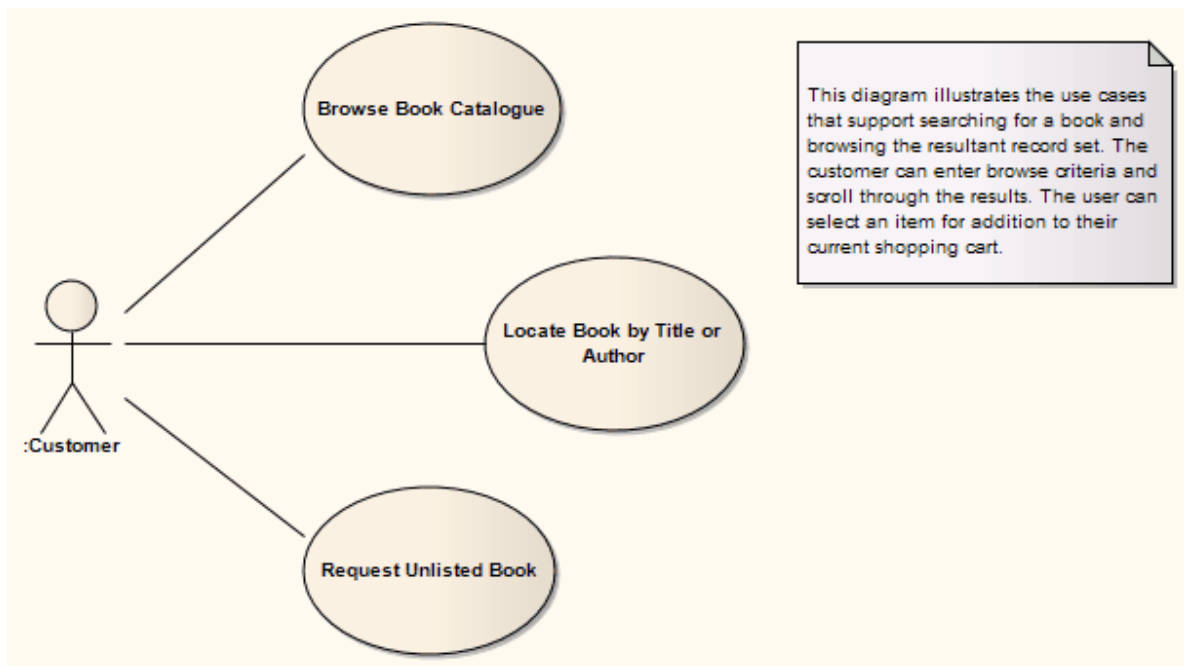 Browse Book Catalogue
This diagram illustrates the use cases
that support searching for a book and
browsing the resultant record set. The
customer can enter browse criteria and
scroll through the results. The user can
select an item for addition to their
current shopping cart.
Locate Book by Title or
Author
:Customer
Request Unlisted Book